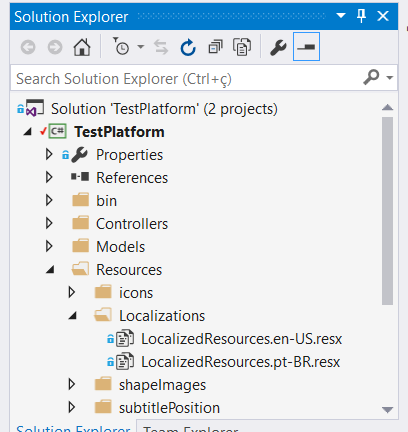 Solution Explorer
Search Solution Explorer (Ctrl+ç)
Solution 'TestPlatform' (2 projects)
C# TestPlatform
Properties
References
bin
Controllers
Models
Resources
icons
Localizations
LocalizedResources.en-US.resx
LocalizedResources.pt-BR.resx
shapeImages
subtitlePosition
Solution Explorer Team Explorer